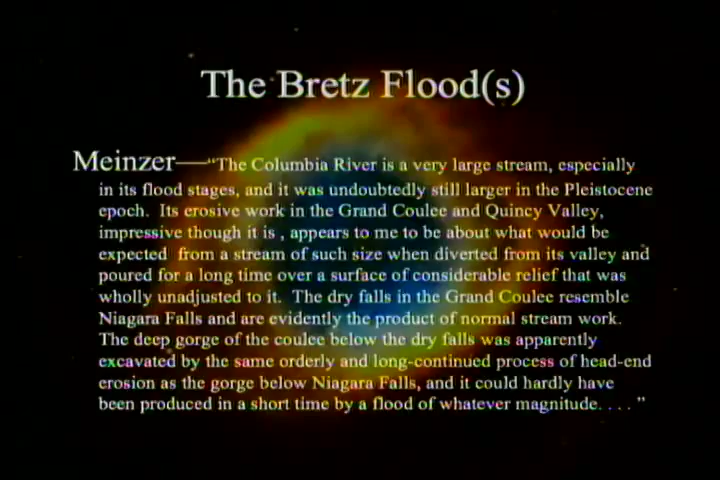 The Bretz Flood(s)
Meinzer—“The Columbia River is a very large stream, especially
in its flood stages, and it was undoubtedly still larger in the Pleistocene
epoch. Its erosive work in the Grand Coulee and Quincy Valley,
impressive though it is , appears to me to be about what would be
expected from a stream of such size when diverted from its valley and
poured for a long time over a surface of considerable relief that was
wholly unadjusted to it. The dry falls in the Grand Coulee resemble
Niagara Falls and are evidently the product of normal stream work.
The deep gorge of the coulee below the dry falls was apparently
excavated by the same orderly and long-continued process of head-end
erosion as the gorge below Niagara Falls, and it could hardly have
been produced in a short time by a flood of whatever magnitude. . . . ”